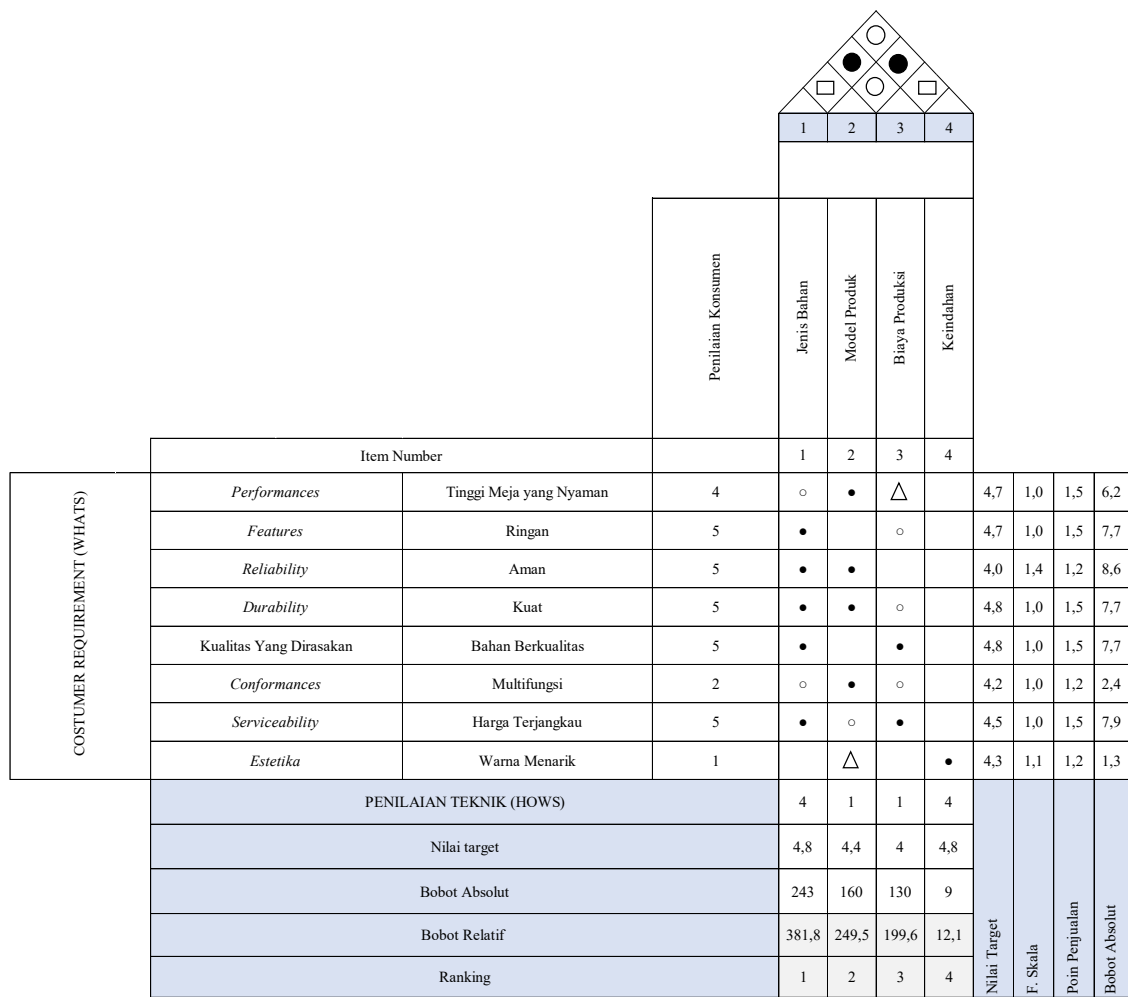 1 2 3 4
Penilaian Konsumen
Jenis Bahan
Model Produk
Biaya Produksi
Keindahan
Item Number 1 2 3 4
COSTUMER REQUIREMENT (WHATS)
Performances Tinggi Meja yang Nyaman 4 ○ ● △ 4,7 1,0 1,5 6,2
Features Ringan 5 ● ○ 4,7 1,0 1,5 7,7
Reliability Aman 5 ● ● 4,0 1,4 1,2 8,6
Durability Kuat 5 ● ● ○ 4,8 1,0 1,5 7,7
Kualitas Yang Dirasakan Bahan Berkualitas 5 ● ● 4,8 1,0 1,5 7,7
Conformances Multifungsi 2 ○ ● ○ 4,2 1,0 1,2 2,4
Serviceability Harga Terjangkau 5 ● ○ ● 4,5 1,0 1,5 7,9
Estetika Warna Menarik 1 △ ● 4,3 1,1 1,2 1,3
PENILAIAN TEKNIK (HOWS) 4 1 1 4
Nilai target 4,8 4,4 4 4,8
Bobot Absolut 243 160 130 9
Bobot Relatif 381,8 249,5 199,6 12,1
Ranking 1 2 3 4
Nilai Target
F. Skala
Poin Penjualan
Bobot Absolut